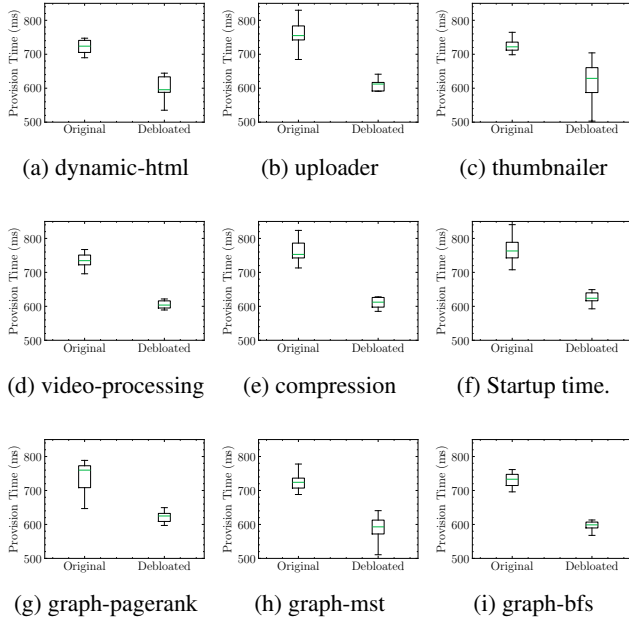 Provision Time (ms)
800
700
600
500
Original
Debloated
(a) dynamic-html
Provision Time (ms)
800
700
600
500
Original
Debloated
(b) uploader
Provision Time (ms)
800
700
600
500
Original
Debloated
(c) thumbnailer
Provision Time (ms)
800
700
600
500
Original
Debloated
(d) video-processing
Provision Time (ms)
800
700
600
500
Original
Debloated
(e) compression
Provision Time (ms)
800
700
600
500
Original
Debloated
(f) Startup time.
Provision Time (ms)
800
700
600
500
Original
Debloated
(g) graph-pagerank
Provision Time (ms)
800
700
600
500
Original
Debloated
(h) graph-mst
Provision Time (ms)
800
700
600
500
Original
Debloated
(i) graph-bfs